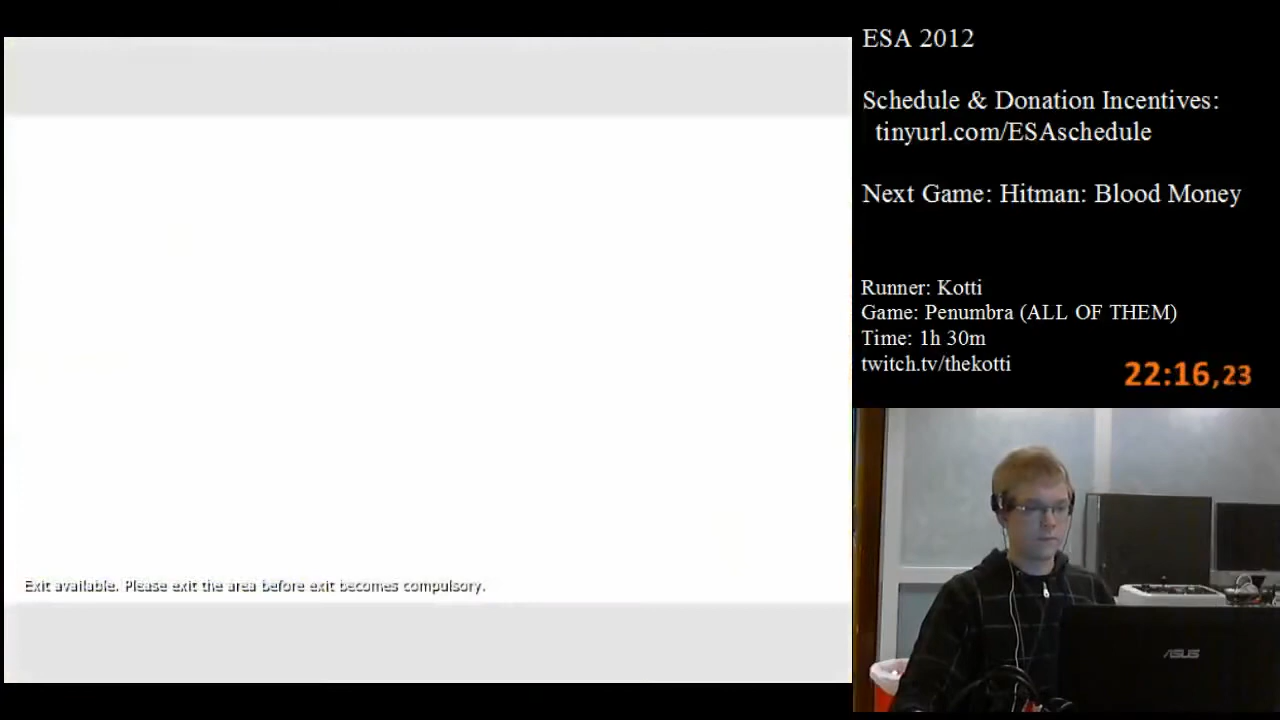 ESA 2012
Schedule & Donation Incentives:
tinyurl.com/ESAschedule
Next Game: Hitman: Blood Money
Runner: Kotti
Game: Penumbra (ALL OF THEM)
Time: 1h 30m
twitch.tv/thekotti
22:16,23
Exit available. Please exit the area before exit becomes compulsory.
ASUS